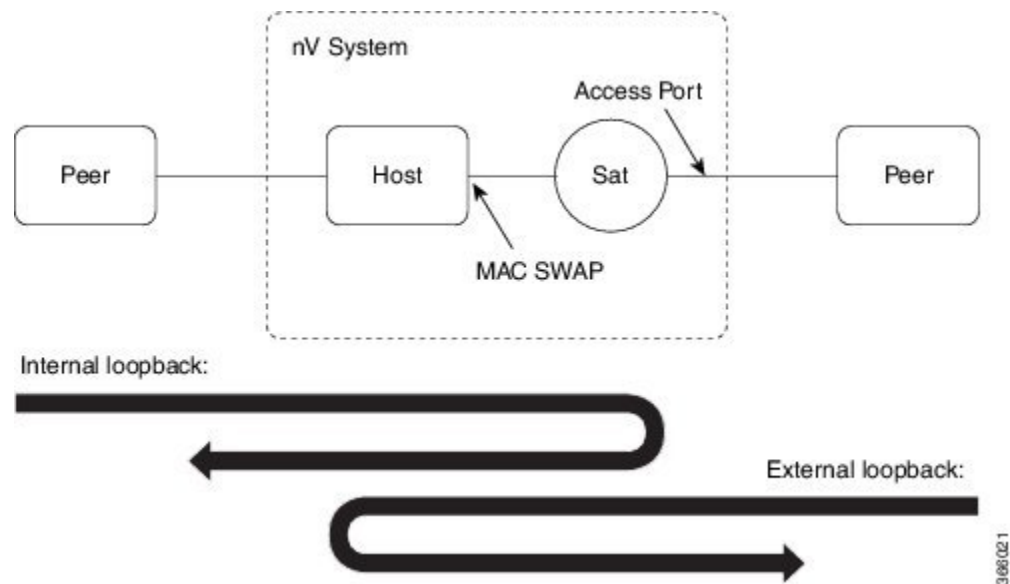 nV System
Access Port
Peer
Host
Sat
Peer
MAC SWAP
Internal loopback:
External loopback:
366021